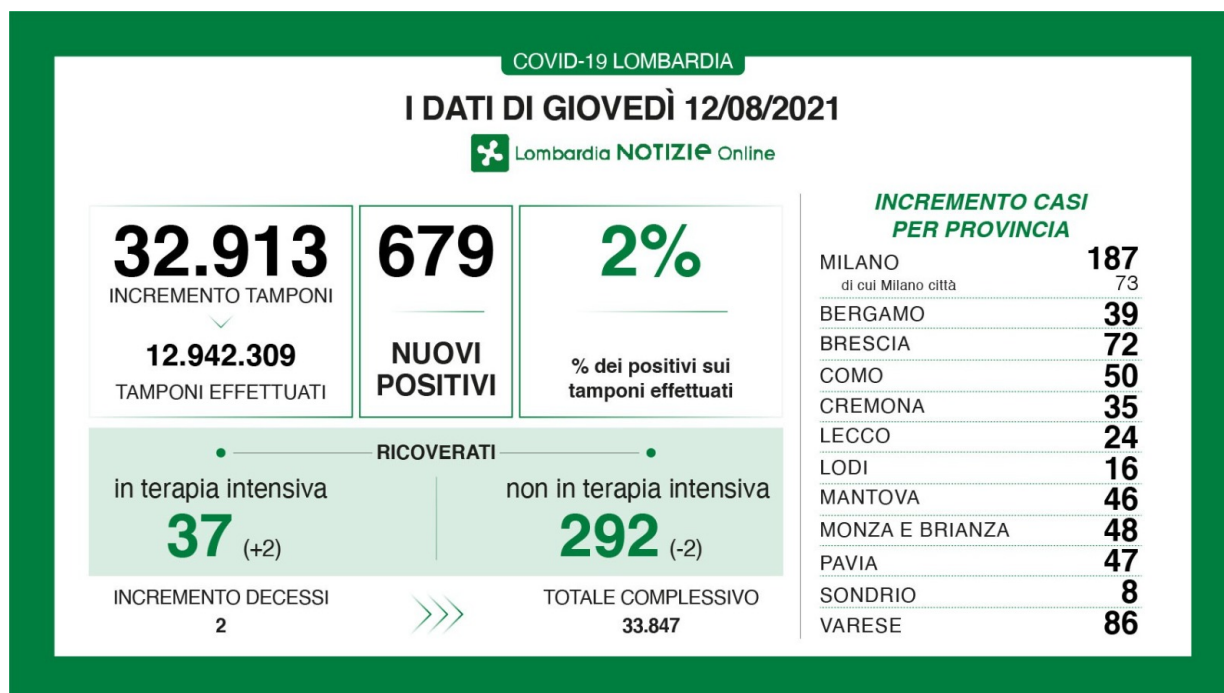 COVID-19 LOMBARDIA
I DATI DI GIOVEDÌ 12/08/2021
Lombardia NOTIZIE Online
32.913
INCREMENTO TAMPONI
12.942.309
TAMPONI EFFETTUATI
679
NUOVI
POSITIVI
2%
% dei positivi sui
tamponi effettuati
RICOVERATI
in terapia intensiva
37 (+2)
non in terapia intensiva
292 (-2)
INCREMENTO DECESSI
2
TOTALE COMPLESSIVO
33.847
INCREMENTO CASI
PER PROVINCIA
MILANO 187
di cui Milano città 73
BERGAMO 39
BRESCIA 72
COMO 50
CREMONA 35
LECCO 24
LODI 16
MANTOVA 46
MONZA E BRIANZA 48
PAVIA 47
SONDRIO 8
VARESE 86